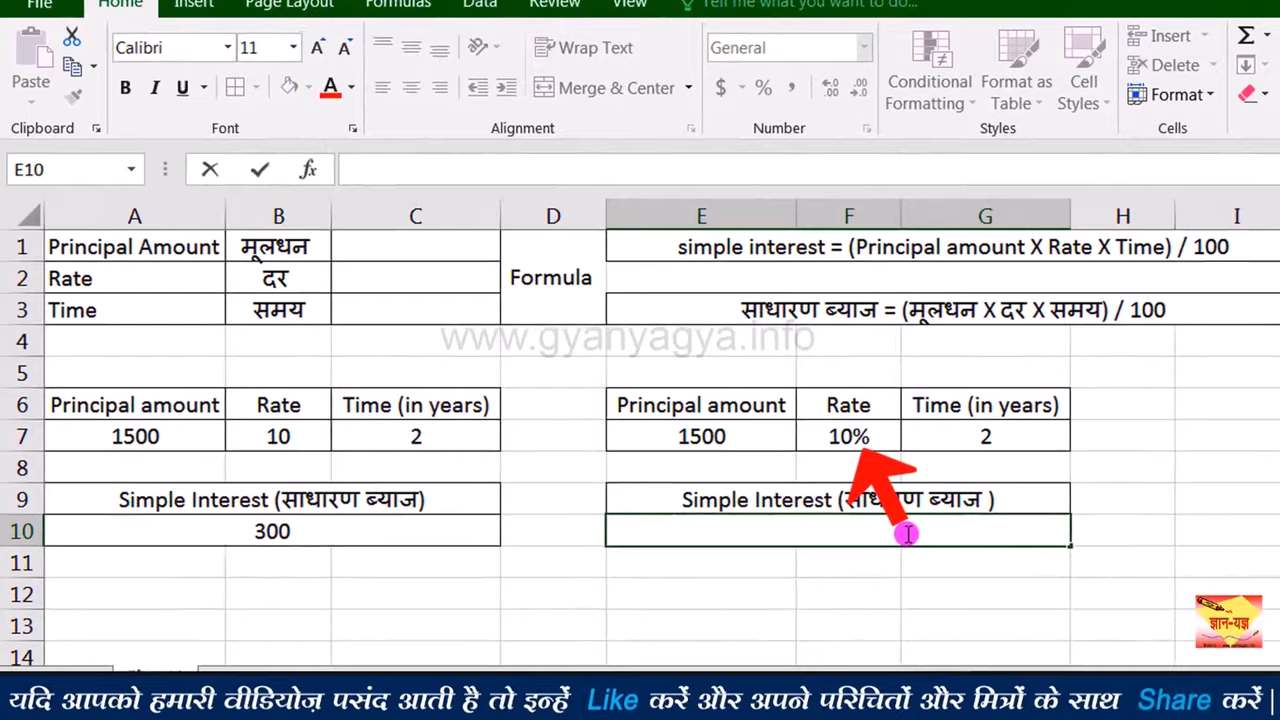 File Home Insert Page Layout Formulas Data Review View Tell me what you want to do...
Paste Calibri 11 Wrap Text General Conditional Formatting Format as Table Cell Styles Insert
Delete
B I U Merge & Center $ % Format
Clipboard Font Alignment Number Styles Cells
E10 fx
A B C D E F G H I
1 Principal Amount मूलधन simple interest = (Principal amount X Rate X Time) / 100
2 Rate दर Formula
3 Time समय साधारण ब्याज = (मूलधन X दर X समय) / 100
www.gyanyagya.info
4
5
6 Principal amount Rate Time (in years) Principal amount Rate Time (in years)
7 1500 10 2 1500 10% 2
8
9 Simple Interest (साधारण ब्याज) Simple Interest (साधारण ब्याज )
10 300
11
12
13
14
ज्ञान-यज्ञ
यदि आपको हमारी वीडियोज़ पसंद आती है तो इन्हें Like करें और अपने परिचितों और मित्रों के साथ Share करें |